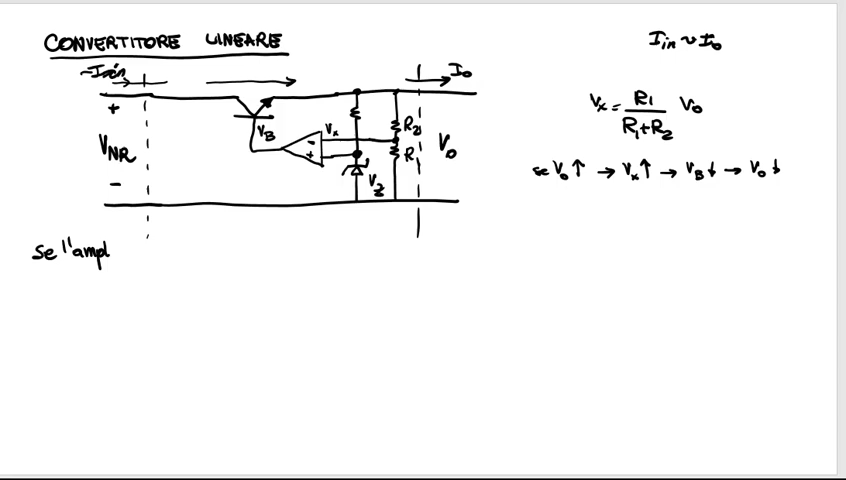 CONVERTITORE LINEARE
Iin ~ Io
Io
+
VNR
-
VB
Vx
-
+
R2
R1
VZ
Vo
Vx = R1 / R1+R2 Vo
se Vo ↑ → Vx ↑ → VB ↓ → Vo ↓
Se l'ampl